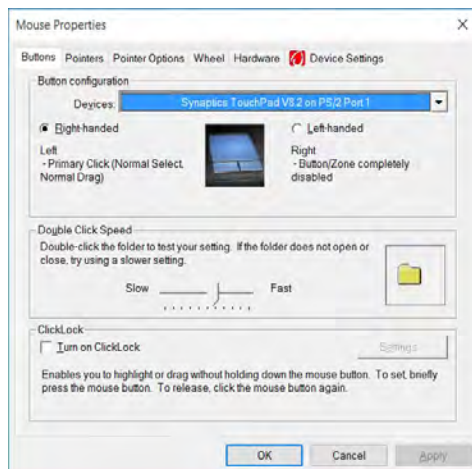 Mouse Properties
Buttons Pointers Pointer Options Wheel Hardware Device Settings
Button configuration
Devices: Synaptics TouchPad V8.2 on PS/2 Port 1
Right-handed Left-handed
Left Right
- Primary Click (Normal Select, - Button/Zone completely
Normal Drag) disabled
Double Click Speed
Double-click the folder to test your setting. If the folder does not open or
close, try using a slower setting.
Slow Fast
ClickLock
Turn on ClickLock Settings
Enables you to highlight or drag without holding down the mouse button. To set, briefly
press the mouse button. To release, click the mouse button again.
OK Cancel Apply